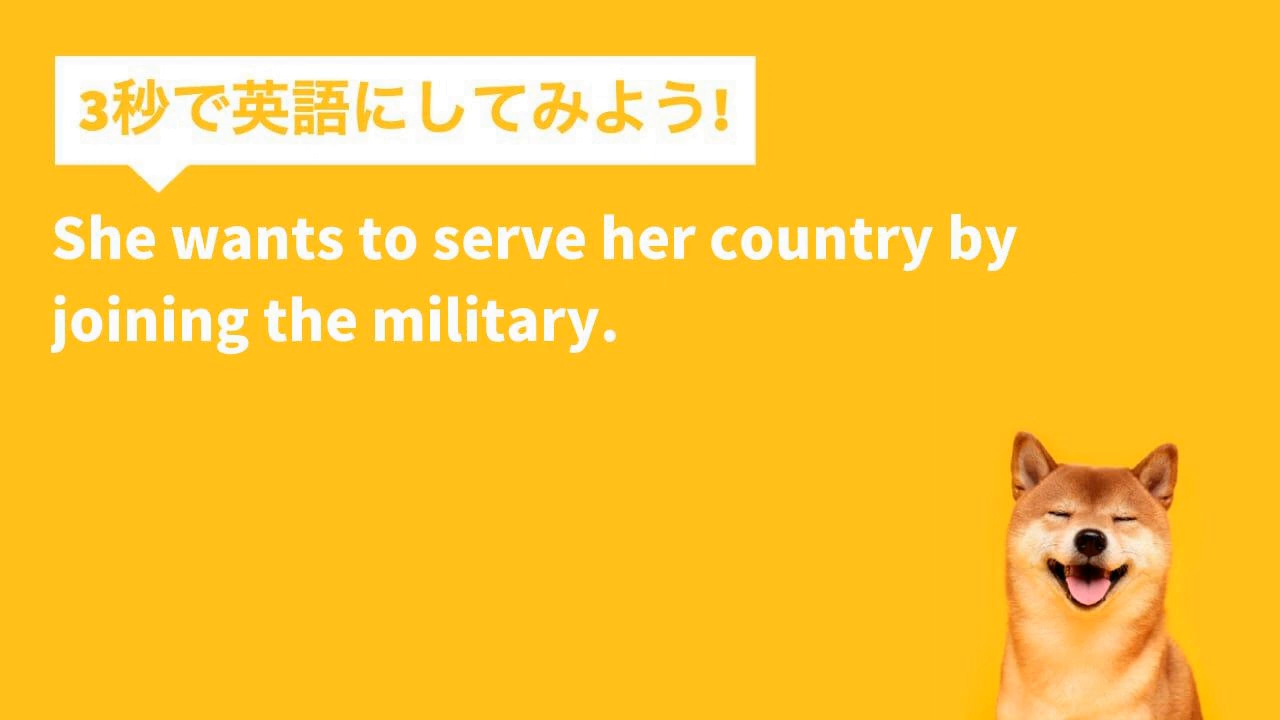 3秒で英語にしてみよう!
She wants to serve her country by
joining the military.